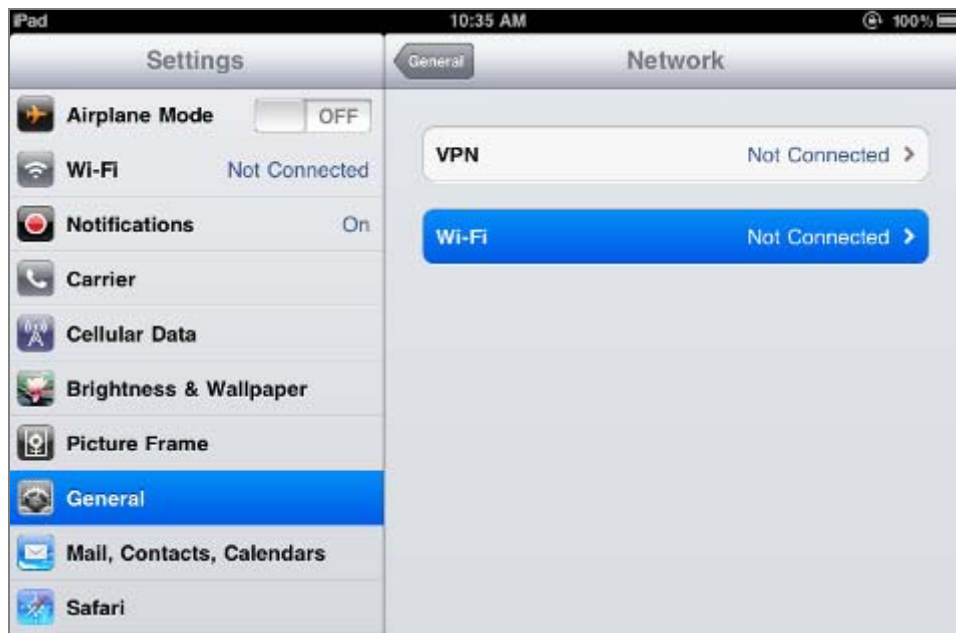 iPad 10:35 AM 100%
Settings
General Network
Airplane Mode OFF
Wi-Fi Not Connected
Notifications On
Carrier
Cellular Data
Brightness & Wallpaper
Picture Frame
General
Mail, Contacts, Calendars
Safari
VPN Not Connected
Wi-Fi Not Connected